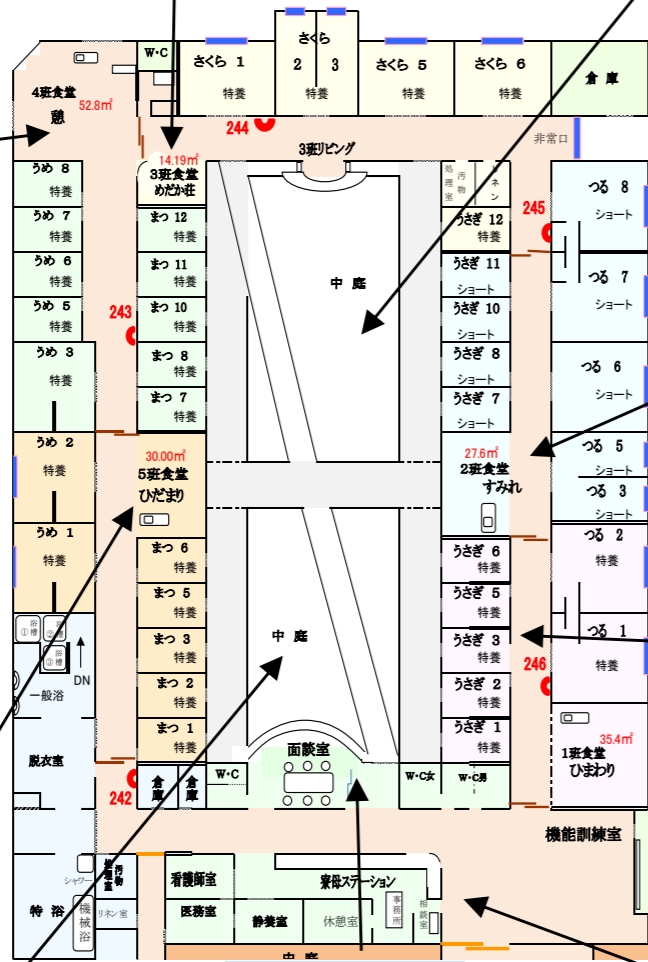 W・C
さくら 1
特養
さくら
2
3
特養
さくら 5
特養
さくら 6
特養
倉 庫
4班食堂
憩
52.8㎡
244
3班リビング
非常口
14.19㎡
3班食堂
めだか荘
うめ 8
特養
うめ 7
特養
うめ 6
特養
うめ 5
特養
うめ 3
特養
うめ 2
特養
うめ 1
特養
243
まつ 12
特養
まつ 11
特養
まつ 10
特養
まつ 8
特養
まつ 7
特養
30.00㎡
5班食堂
ひだまり
まつ 6
特養
まつ 5
特養
まつ 3
特養
まつ 2
特養
まつ 1
特養
中 庭
中 庭
汚物
処理室
リネン
うさぎ 12
特養
うさぎ 11
ショート
うさぎ 10
ショート
うさぎ 8
ショート
うさぎ 7
ショート
27.6㎡
2班食堂
すみれ
うさぎ 6
特養
うさぎ 5
特養
うさぎ 3
特養
うさぎ 2
特養
うさぎ 1
特養
245
つる 8
ショート
つる 7
ショート
つる 6
ショート
つる 5
ショート
つる 3
ショート
つる 2
特養
つる 1
特養
246
35.4㎡
1班食堂
ひまわり
浴槽①
浴槽②
浴槽③
DN
一般浴
脱衣室
242
倉庫
倉庫
W・C
面談室
W・C女
W・C男
機能訓練室
シャワー
特 浴
機械浴
汚物処理室
リネン室
看護師室
医務室
静養室
寮母ステーション
休憩室
事務所
相談室
中 庭